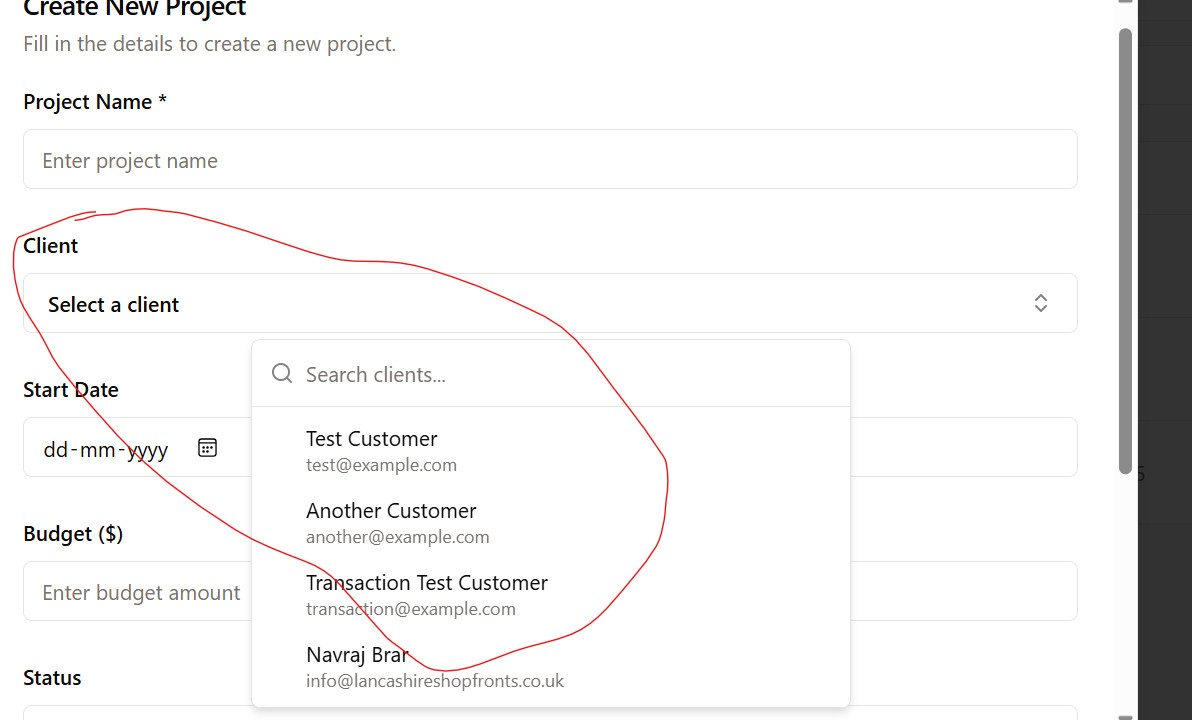 Create New Project
Fill in the details to create a new project.
Project Name *
Enter project name
Client
Select a client
Search clients...
Test Customer
test@example.com
Another Customer
another@example.com
Transaction Test Customer
transaction@example.com
Navraj Brar
info@lancashireshopfronts.co.uk
Start Date
dd-mm-yyyy
Budget ($)
Enter budget amount
Status